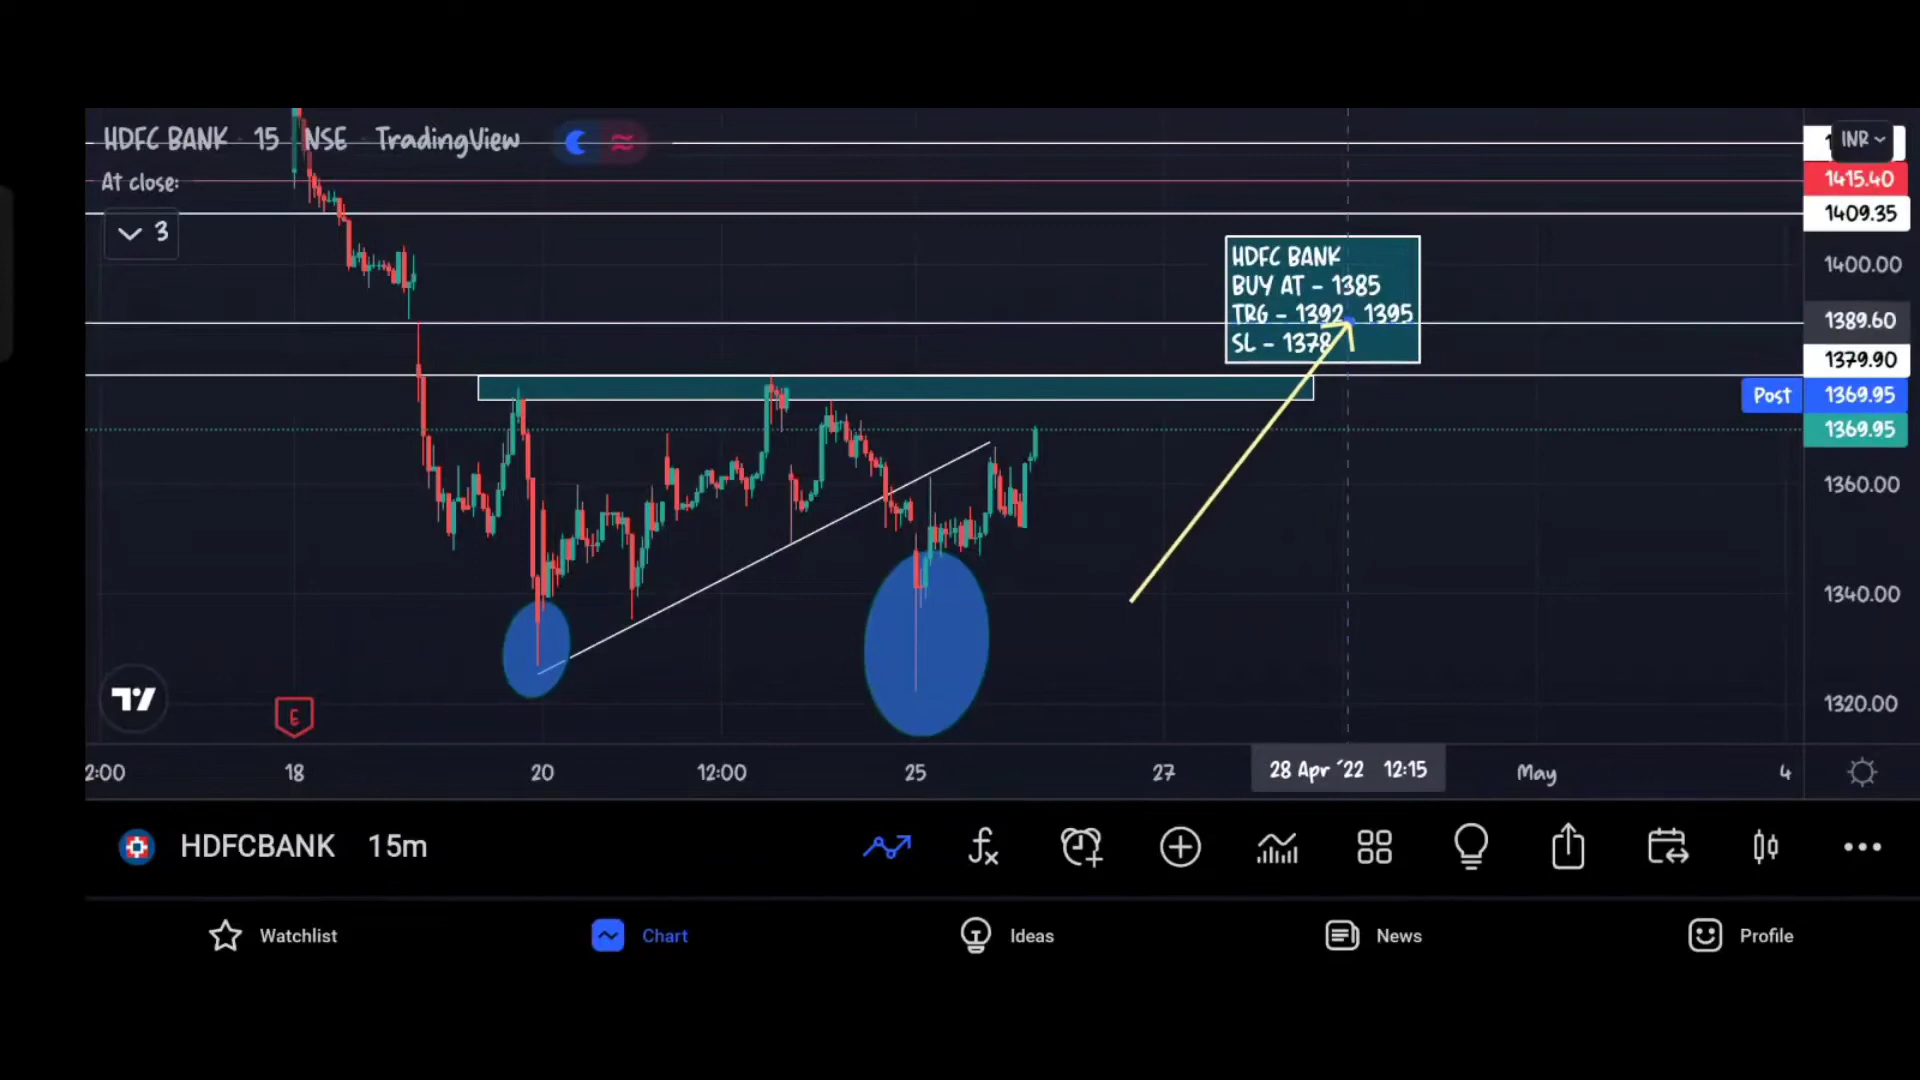 HDFC BANK · 15 NSE · TradingView
INR
At close:
1415.40
3
1409.35
1400.00
HDFC BANK
BUY AT - 1385
TRG - 1392 1395
SL - 1378
1389.60
1379.90
Post 1369.95
1369.95
1360.00
1340.00
1320.00
E
2:00 18 20 12:00 25 27 28 Apr '22 12:15 May 4
HDFCBANK 15m
Watchlist Chart Ideas News Profile